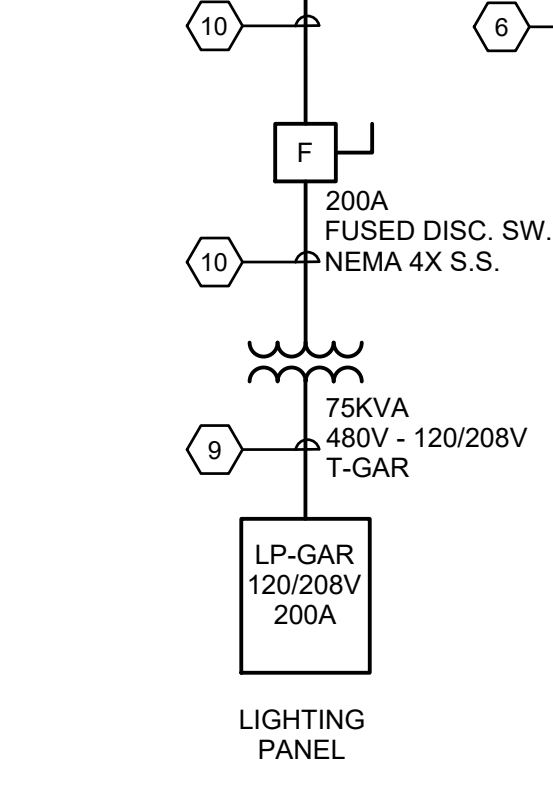 10
6
F
200A
FUSED DISC. SW.
10
NEMA 4X S.S.
75KVA
9
480V - 120/208V
T-GAR
LP-GAR
120/208V
200A
LIGHTING
PANEL